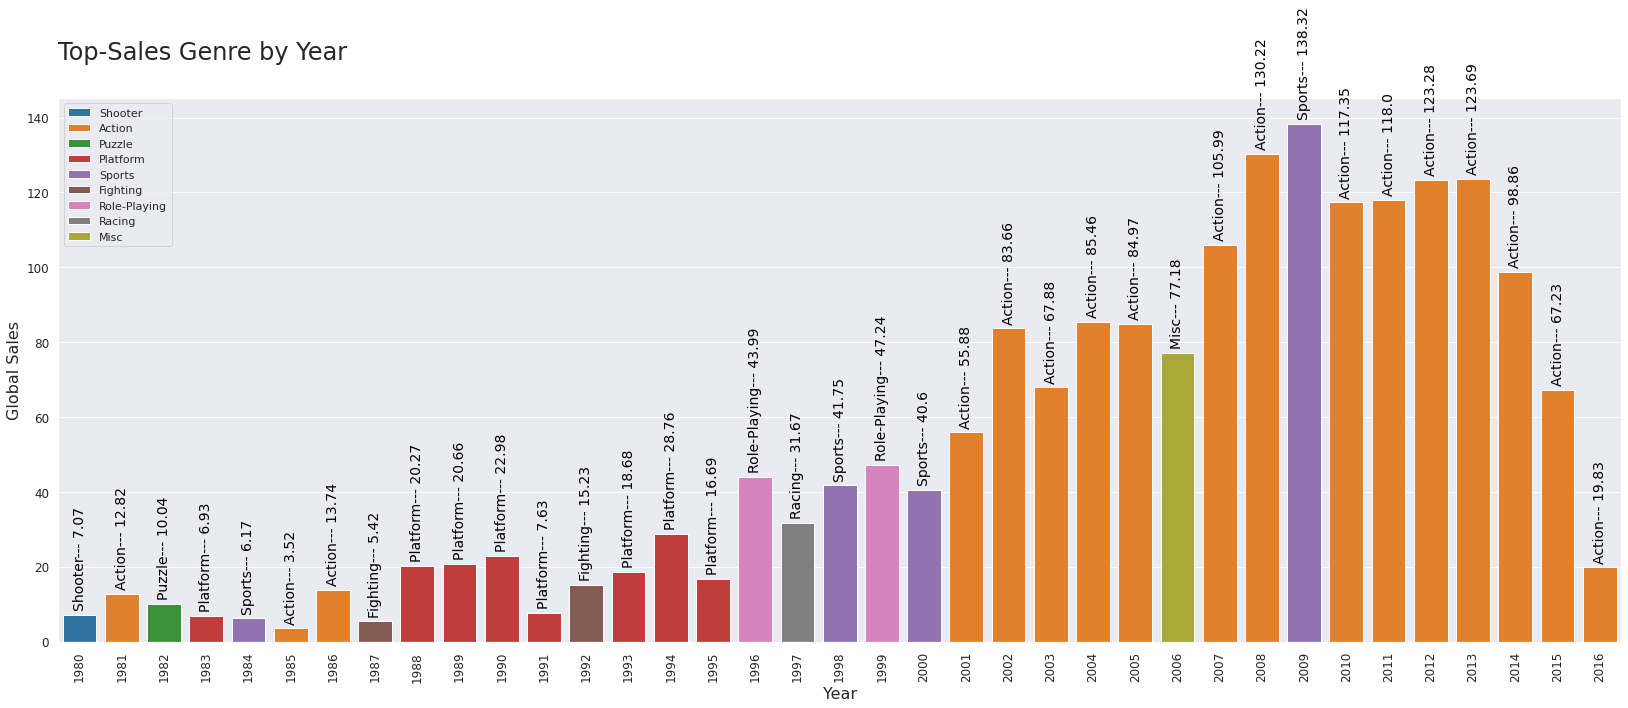 Top-Sales Genre by Year
Shooter
Action
Puzzle
Platform
Sports
Fighting
Role-Playing
Racing
Misc
Global Sales
140
120
100
80
60
40
20
0
Shooter--- 7.07
Action--- 12.82
Puzzle--- 10.04
Platform--- 6.93
Sports--- 6.17
Action--- 3.52
Action--- 13.74
Fighting--- 5.42
Platform--- 20.27
Platform--- 20.66
Platform--- 22.98
Platform--- 7.63
Fighting--- 15.23
Platform--- 18.68
Platform--- 28.76
Platform--- 16.69
Role-Playing--- 43.99
Racing--- 31.67
Sports--- 41.75
Role-Playing--- 47.24
Sports--- 40.6
Action--- 55.88
Action--- 83.66
Action--- 67.88
Action--- 85.46
Action--- 84.97
Misc--- 77.18
Action--- 105.99
Action--- 130.22
Sports--- 138.32
Action--- 117.35
Action--- 118.0
Action--- 123.28
Action--- 123.69
Action--- 98.86
Action--- 67.23
Action--- 19.83
1980
1981
1982
1983
1984
1985
1986
1987
1988
1989
1990
1991
1992
1993
1994
1995
1996
1997
1998
1999
2000
2001
2002
2003
2004
2005
2006
2007
2008
2009
2010
2011
2012
2013
2014
2015
2016
Year